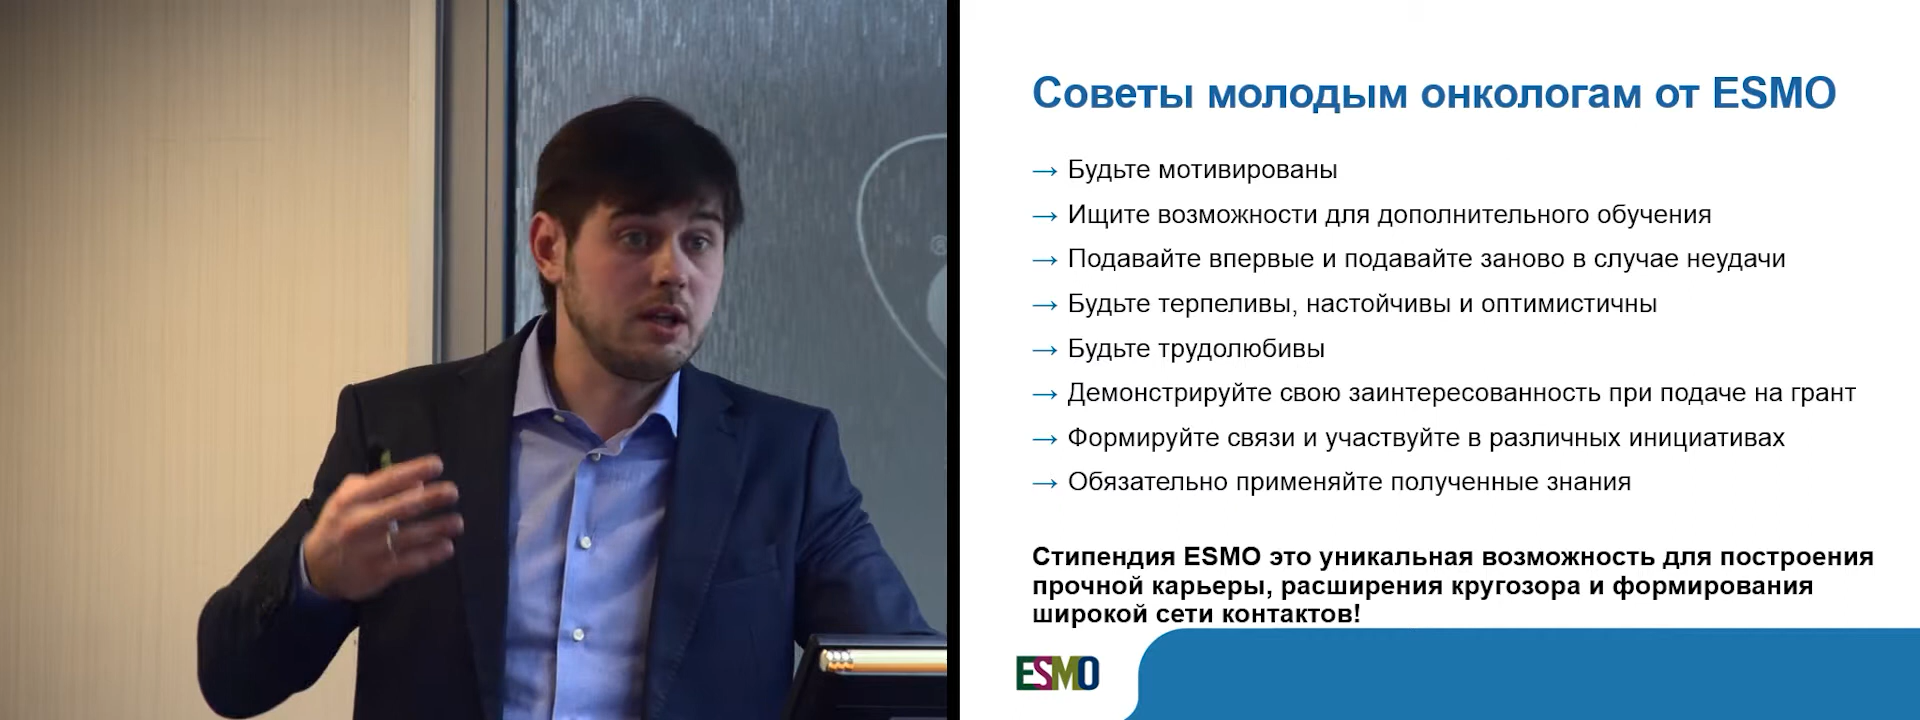 Советы молодым онкологам от ESMO
→ Будьте мотивированы
→ Ищите возможности для дополнительного обучения
→ Подавайте впервые и подавайте заново в случае неудачи
→ Будьте терпеливы, настойчивы и оптимистичны
→ Будьте трудолюбивы
→ Демонстрируйте свою заинтересованность при подаче на грант
→ Формируйте связи и участвуйте в различных инициативах
→ Обязательно применяйте полученные знания
Стипендия ESMO это уникальная возможность для построения
прочной карьеры, расширения кругозора и формирования
широкой сети контактов!
ESMO